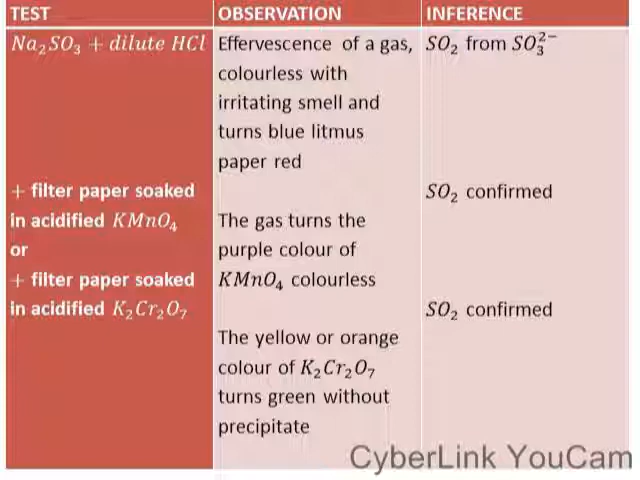 TEST
OBSERVATION
INFERENCE
Na₂SO₃ + dilute HCl
Effervescence of a gas,
colourless with
irritating smell and
turns blue litmus
paper red
SO₂ from SO₃²⁻
+ filter paper soaked
in acidified KMnO₄
or
+ filter paper soaked
in acidified K₂Cr₂O₇
The gas turns the
purple colour of
KMnO₄ colourless
SO₂ confirmed
The yellow or orange
colour of K₂Cr₂O₇
turns green without
precipitate
SO₂ confirmed
CyberLink YouCam